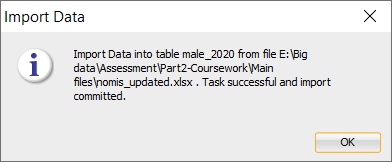 Import Data
Import Data into table male_2020 from file E:\Big
data\Assessment\Part2-Coursework\Main
files\nomis_updated.xlsx . Task successful and import
committed.
OK